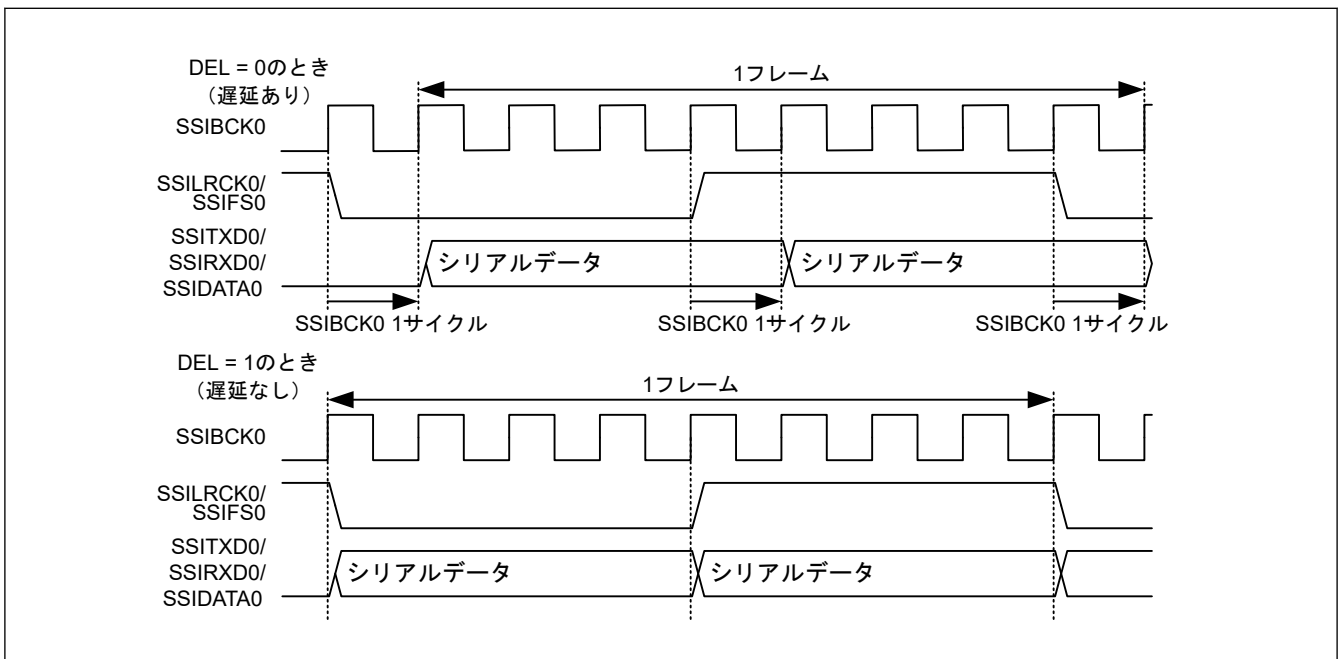 DEL = 0のとき
（遅延あり）
1フレーム
SSIBCK0
SSILRCK0/
SSIFS0
SSITXD0/
SSIRXD0/
SSIDATA0
シリアルデータ
シリアルデータ
SSIBCK0 1サイクル
SSIBCK0 1サイクル
SSIBCK0 1サイクル
DEL = 1のとき
（遅延なし）
1フレーム
SSIBCK0
SSILRCK0/
SSIFS0
SSITXD0/
SSIRXD0/
SSIDATA0
シリアルデータ
シリアルデータ